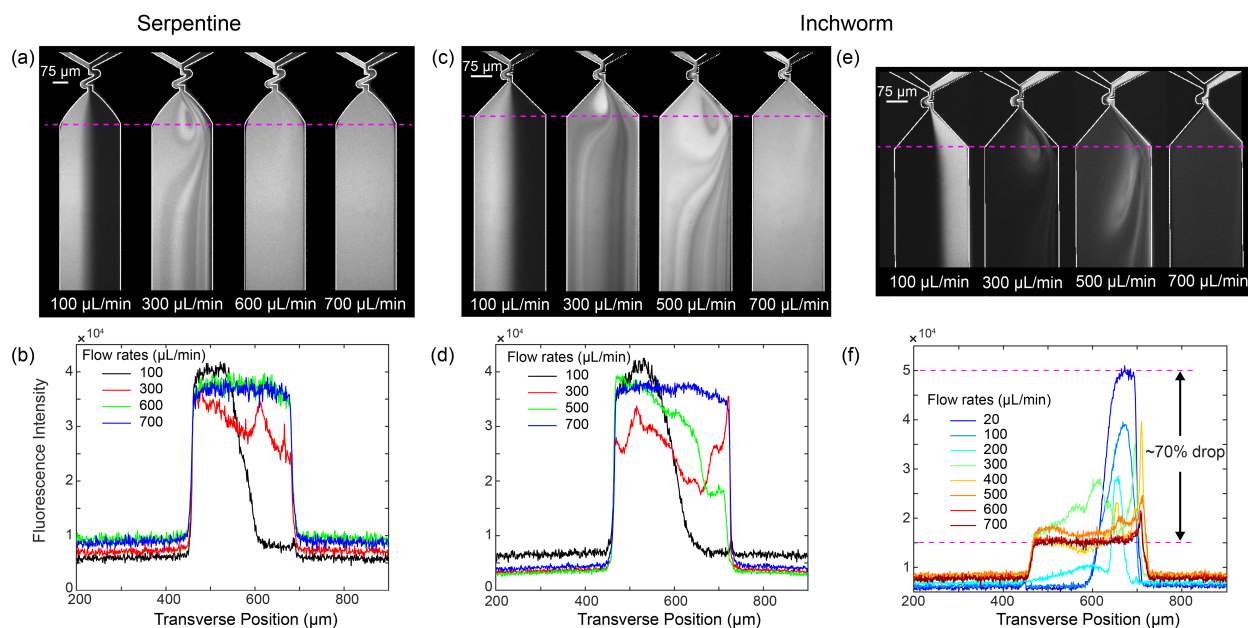 Serpentine
Inchworm
(a)
75 µm
100 µL/min 300 µL/min 600 µL/min 700 µL/min
(c)
75 µm
100 µL/min 300 µL/min 500 µL/min 700 µL/min
(e)
75 µm
100 µL/min 300 µL/min 500 µL/min 700 µL/min
(b)
× 10⁴
Flow rates (µL/min)
100
300
600
700
Fluorescence Intensity
4
3
2
1
0
200 400 600 800
Transverse Position (µm)
(d)
× 10⁴
Flow rates (µL/min)
100
300
500
700
4
3
2
1
0
200 400 600 800
Transverse Position (µm)
(f)
× 10⁴
Flow rates (µL/min)
20
100
200
300
400
500
600
700
~70% drop
5
4
3
2
1
200 400 600 800
Transverse Position (µm)